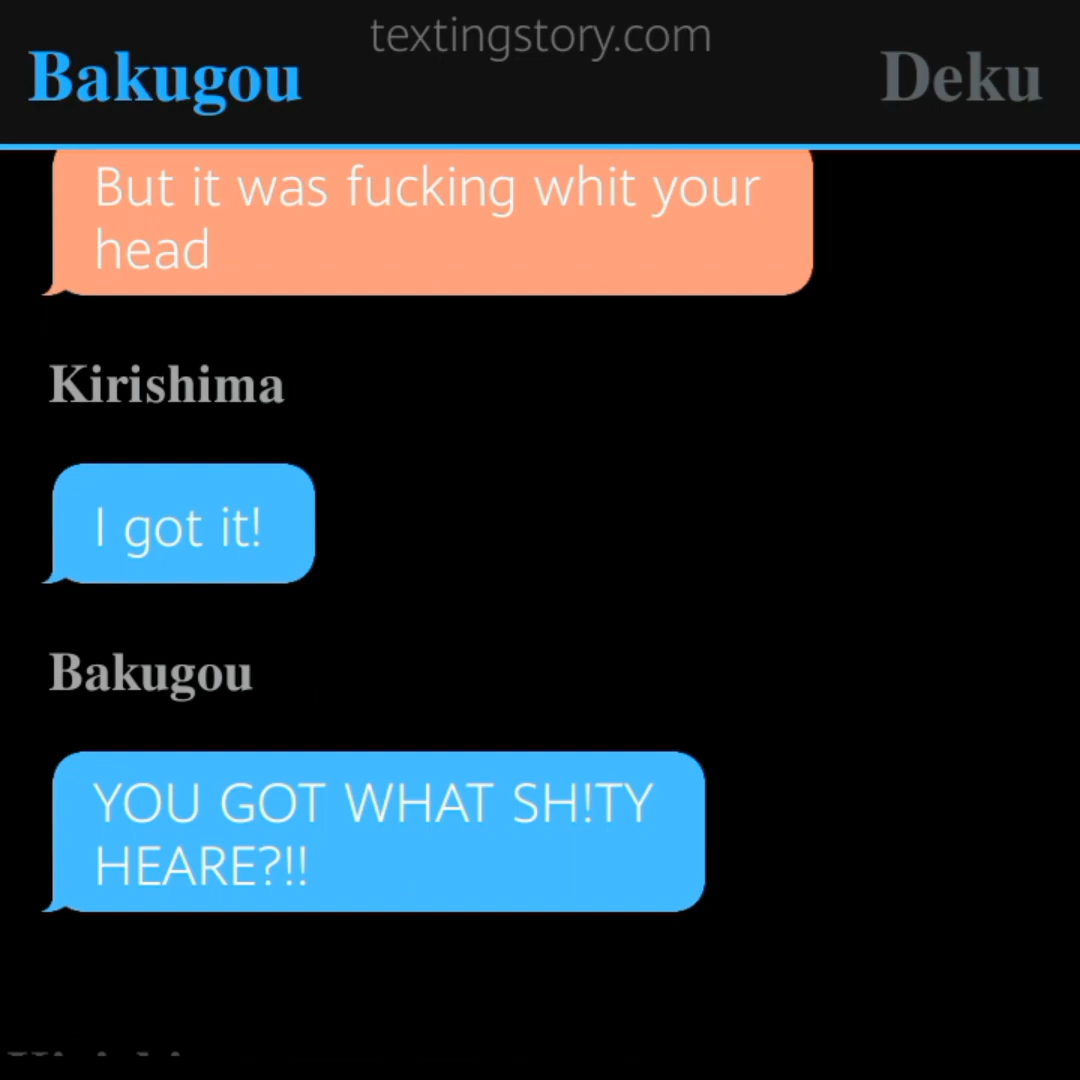 textingstory.com
Bakugou
Deku
But it was fucking whit your
head
Kirishima
I got it!
Bakugou
YOU GOT WHAT SH!TY
HEARE?!!